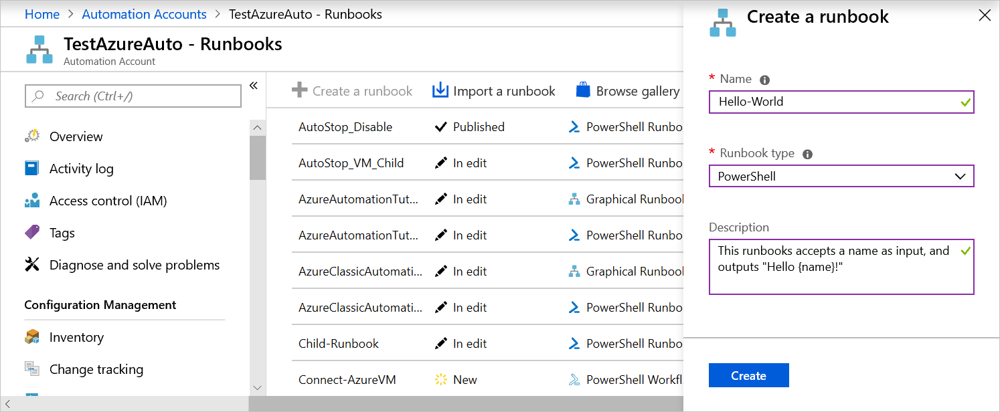 Home > Automation Accounts > TestAzureAuto - Runbooks
TestAzureAuto - Runbooks
Automation Account
Search (Ctrl+/)
«
Overview
Activity log
Access control (IAM)
Tags
Diagnose and solve problems
Configuration Management
Inventory
Change tracking
Create a runbook Import a runbook Browse gallery
AutoStop_Disable Published PowerShell Runbo
AutoStop_VM_Child In edit PowerShell Runbo
AzureAutomationTut... In edit Graphical Runbook
AzureAutomationTut... In edit PowerShell Runbo
AzureClassicAutomati... In edit Graphical Runbook
AzureClassicAutomati... In edit PowerShell Runbo
Child-Runbook In edit PowerShell Runbo
Connect-AzureVM New PowerShell Workfl
Create a runbook
* Name
Hello-World
* Runbook type
PowerShell
Description
This runbooks accepts a name as input, and
outputs "Hello {name}!"
Create